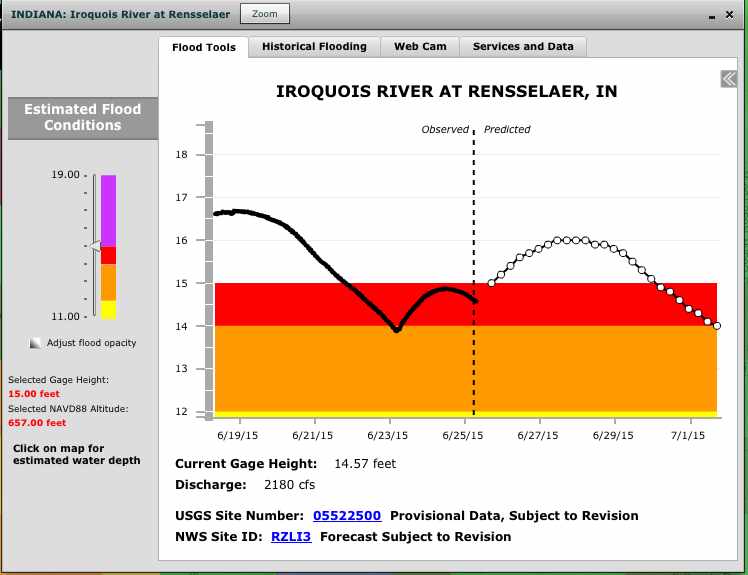 INDIANA: Iroquois River at Rensselaer
Zoom
Flood Tools
Historical Flooding
Web Cam
Services and Data
Estimated Flood
Conditions
19.00
11.00
Adjust flood opacity
Selected Gage Height:
15.00 feet
Selected NAVD88 Altitude:
657.00 feet
Click on map for
estimated water depth
IROQUOIS RIVER AT RENSSELAER, IN
Observed
Predicted
18
17
16
15
14
13
12
6/19/15
6/21/15
6/23/15
6/25/15
6/27/15
6/29/15
7/1/15
Current Gage Height: 14.57 feet
Discharge: 2180 cfs
USGS Site Number: 05522500 Provisional Data, Subject to Revision
NWS Site ID: RZLI3 Forecast Subject to Revision